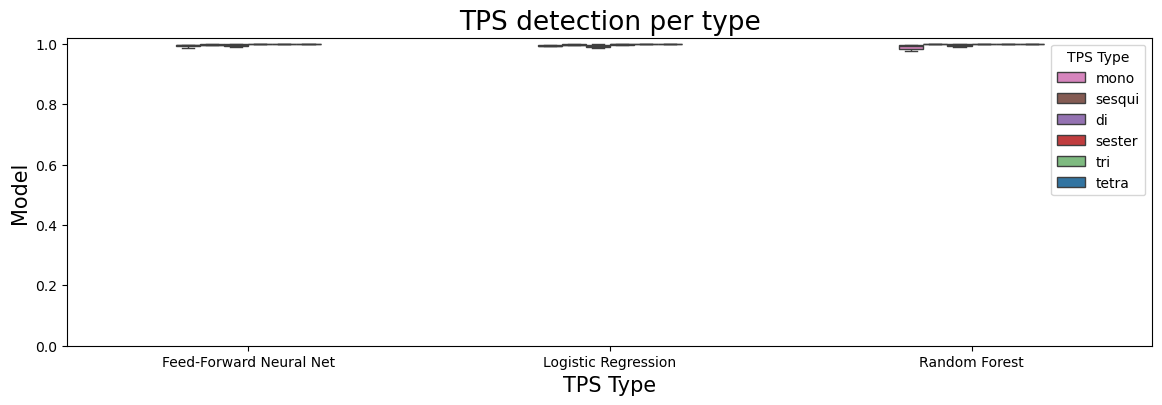 TPS detection per type
Model
1.0
0.8
0.6
0.4
0.2
0.0
TPS Type
mono
sesqui
di
sester
tri
tetra
Feed-Forward Neural Net
Logistic Regression
Random Forest
TPS Type